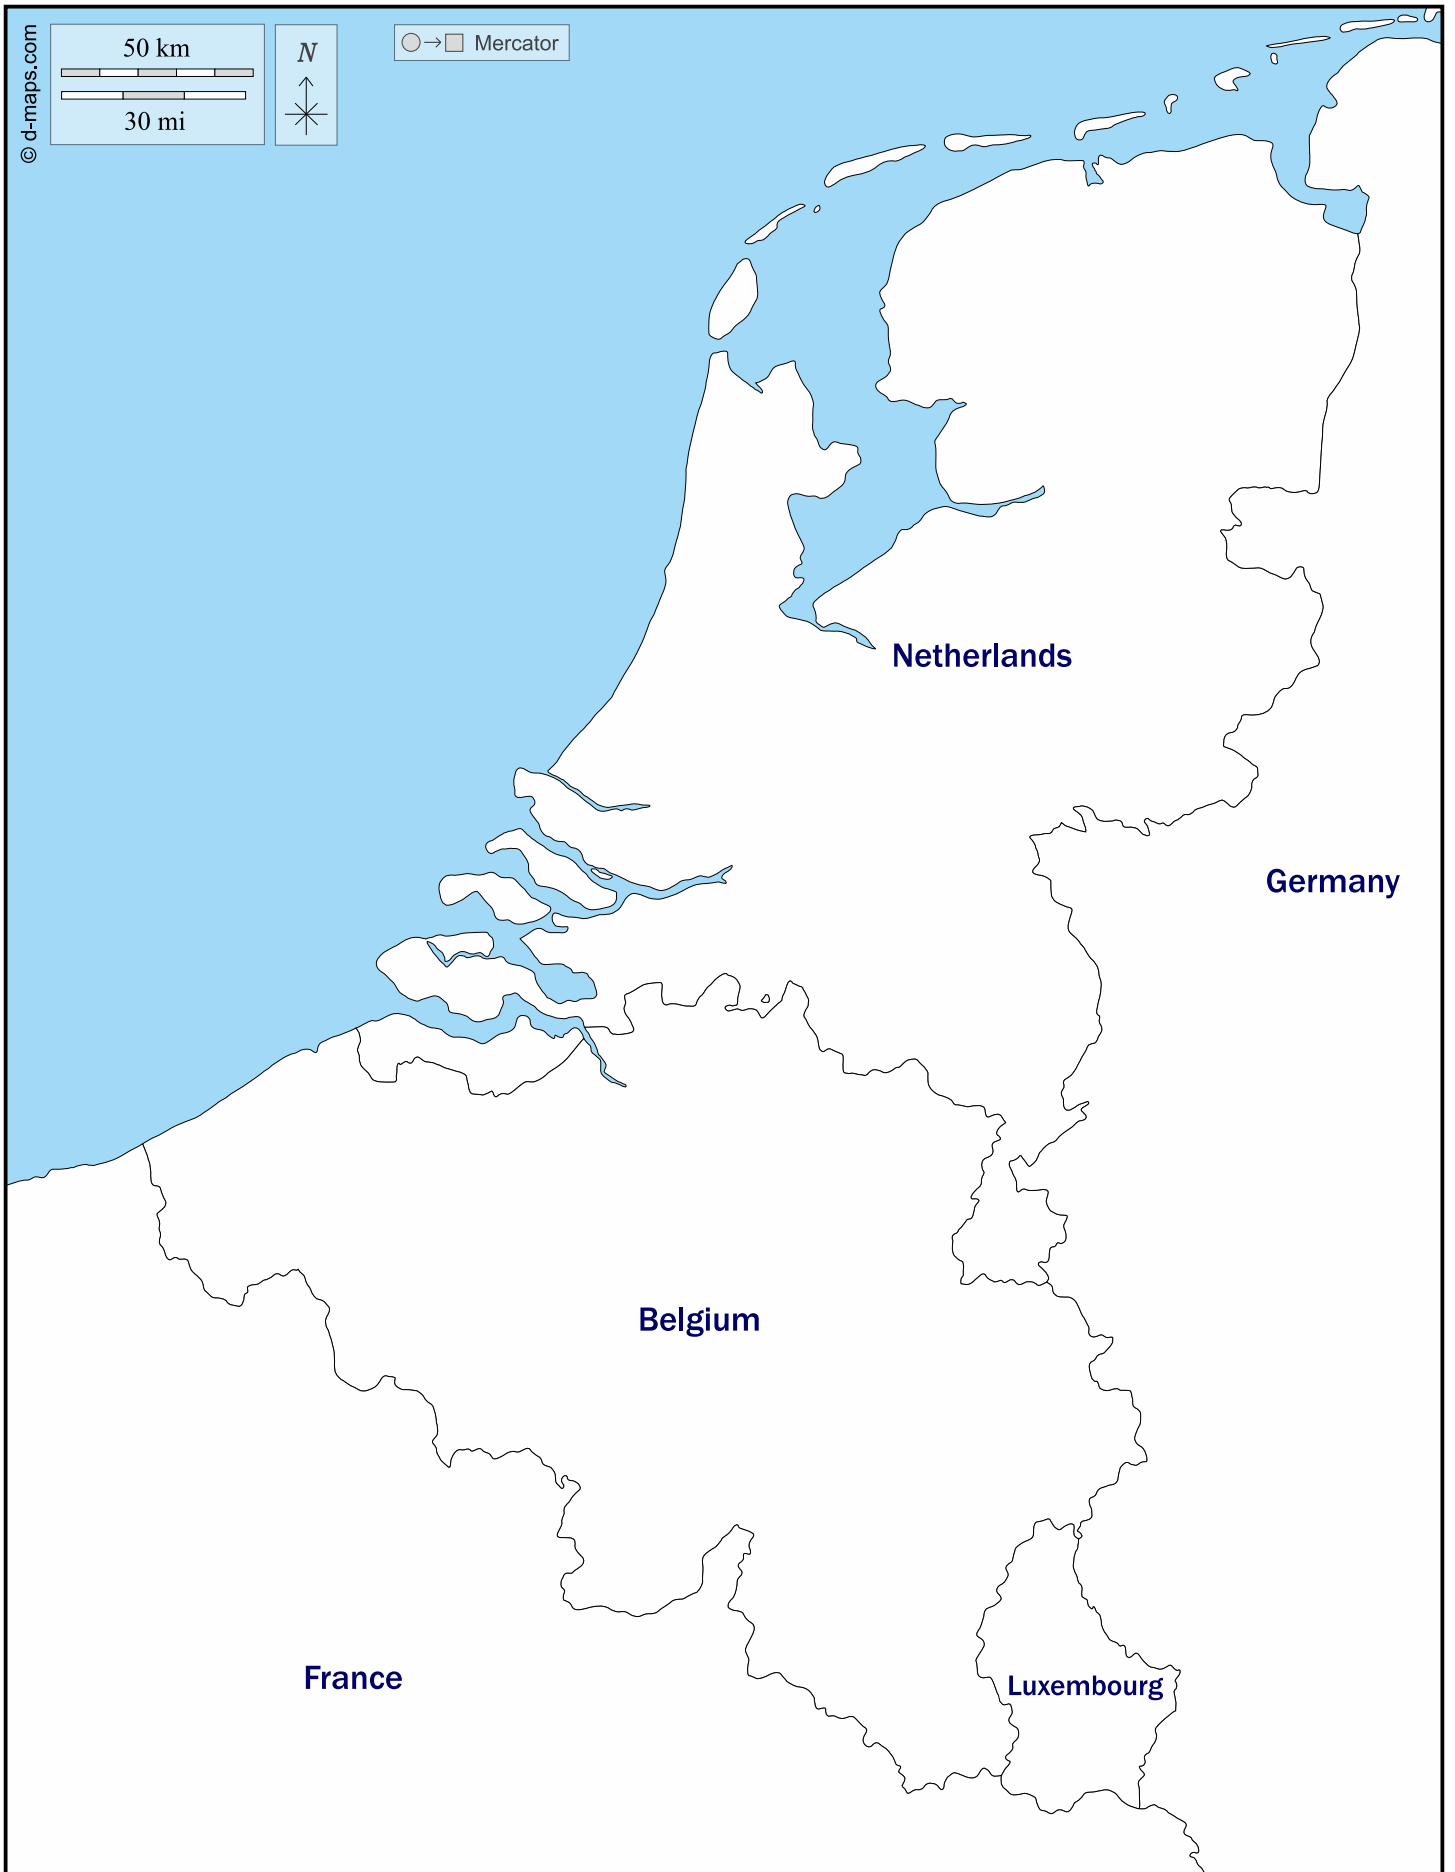 © d-maps.com
50 km
30 mi
N
Mercator
Netherlands
Germany
Belgium
France
Luxembourg